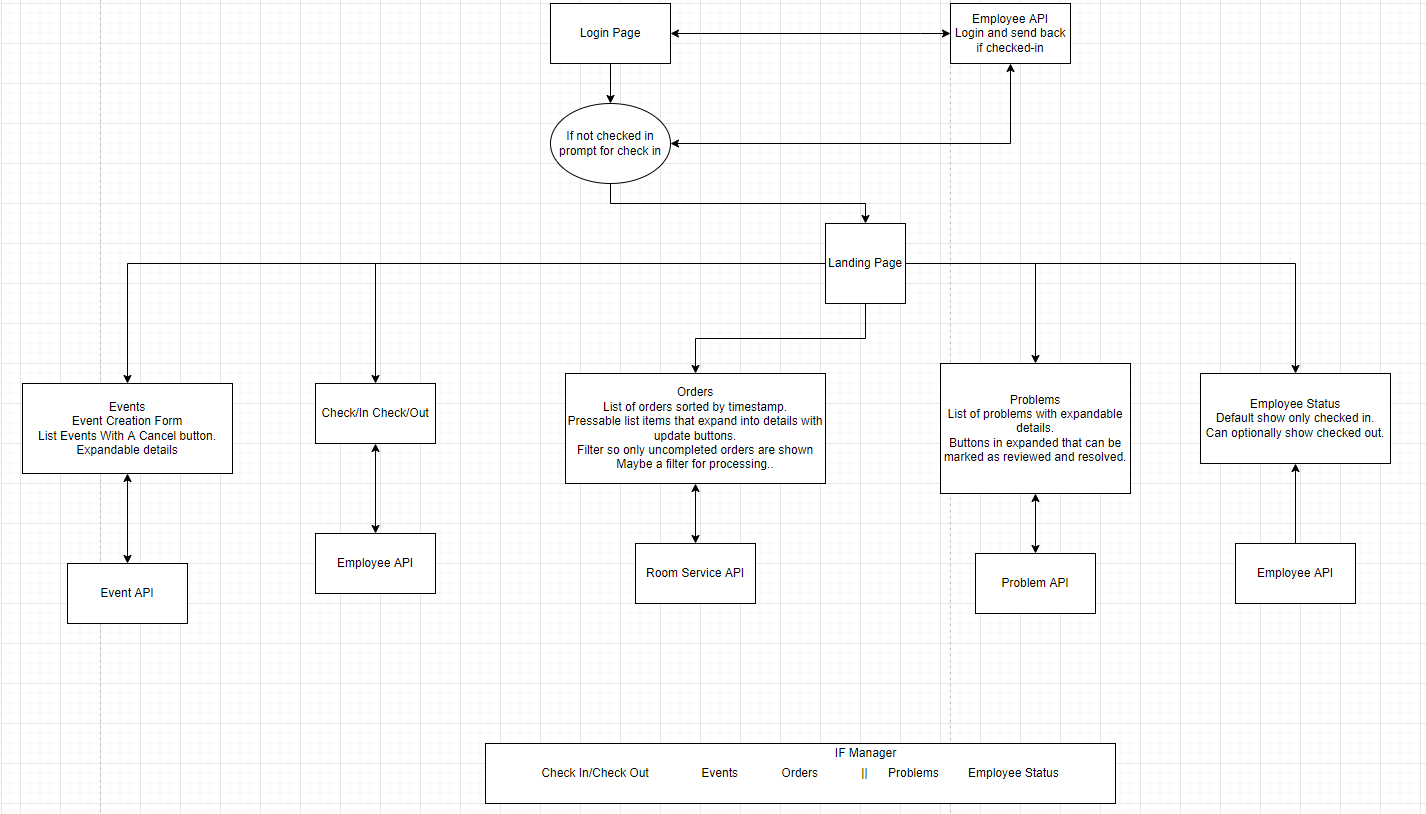 Login Page
Employee API
Login and send back
if checked-in
If not checked in
prompt for check in
Landing Page
Events
Event Creation Form
List Events With A Cancel button.
Expandable details
Check/In Check/Out
Orders
List of orders sorted by timestamp.
Pressable list items that expand into details with
update buttons.
Filter so only uncompleted orders are shown
Maybe a filter for processing..
Problems
List of problems with expandable
details.
Buttons in expanded that can be
marked as reviewed and resolved.
Employee Status
Default show only checked in.
Can optionally show checked out.
Event API
Employee API
Room Service API
Problem API
Employee API
IF Manager
Check In/Check Out Events Orders || Problems Employee Status